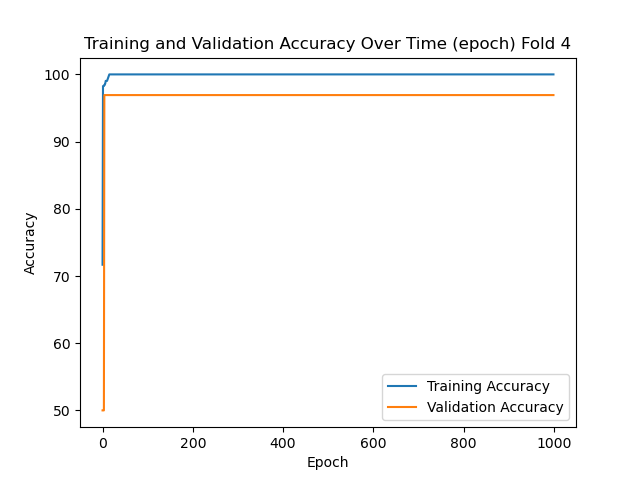 Training and Validation Accuracy Over Time (epoch) Fold 4
100
90
80
70
60
50
Accuracy
0 200 400 600 800 1000
Epoch
Training Accuracy
Validation Accuracy